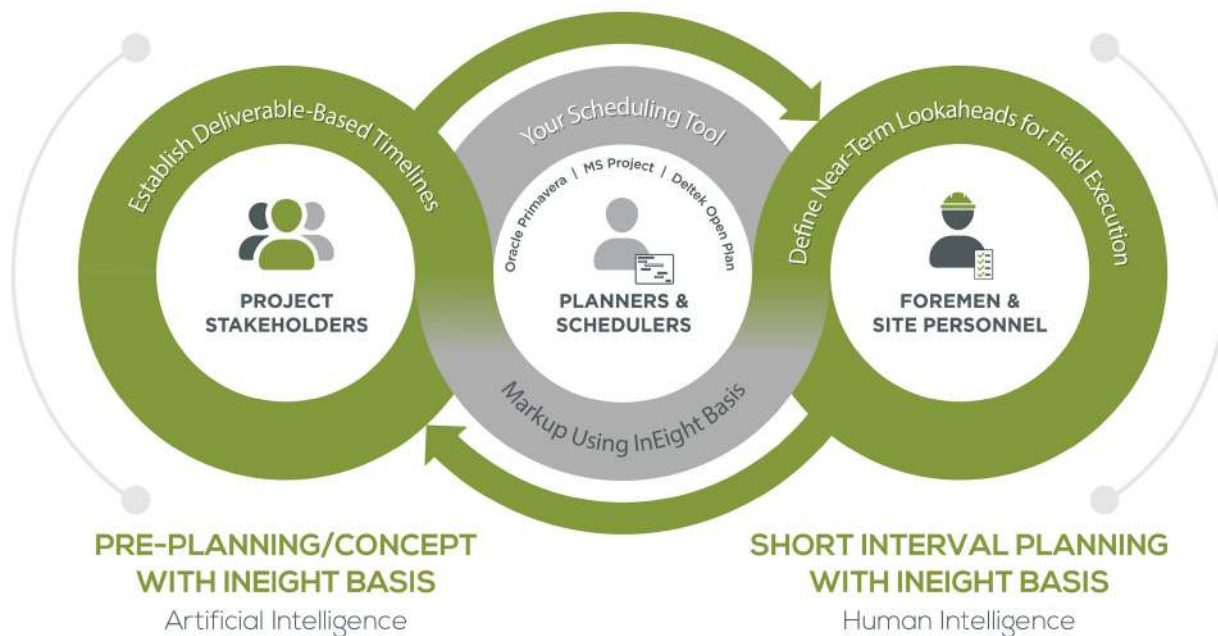 Establish Deliverable-Based Timelines
PROJECT
STAKEHOLDERS
Your Scheduling Tool
Oracle Primavera | MS Project | Deltek Open Plan
PLANNERS &
SCHEDULERS
Markup Using InEight Basis
Define Near-Term Lookaheads for Field Execution
FOREMEN &
SITE PERSONNEL
PRE-PLANNING/CONCEPT
WITH INEIGHT BASIS
Artificial Intelligence
SHORT INTERVAL PLANNING
WITH INEIGHT BASIS
Human Intelligence